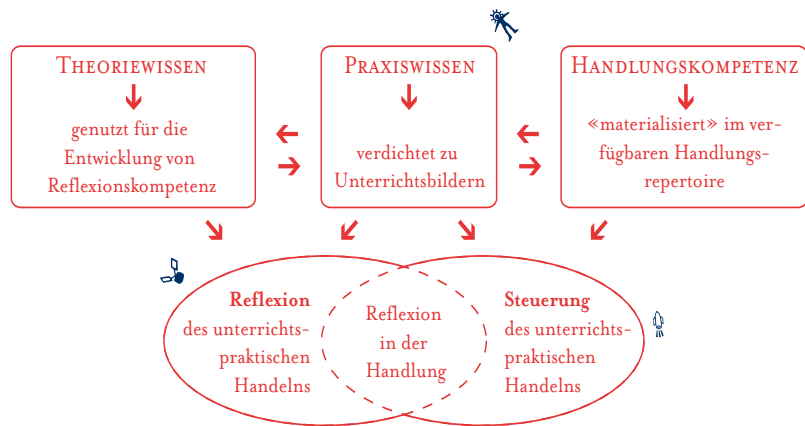 THEORIEWISSEN
genutzt für die
Entwicklung von
Reflexionskompetenz
PRAXISWISSEN
verdichtet zu
Unterrichtsbildern
HANDLUNGSKOMPETENZ
«materialisiert» im ver-
fügbaren Handlungs-
repertoire
Reflexion
des unterrichts-
praktischen
Handelns
Reflexion
in der
Handlung
Steuerung
des unterrichts-
praktischen
Handelns